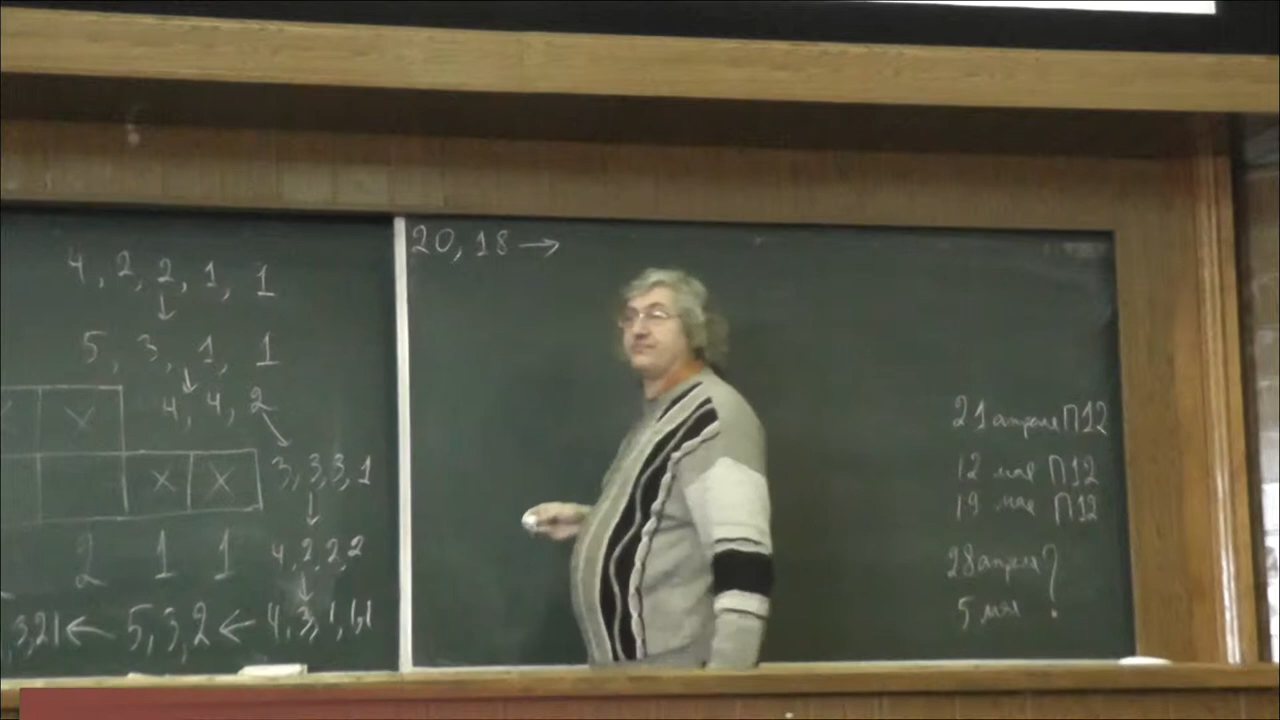 4, 2, 2, 1, 1
↓
5, 3, 1, 1
↓
4, 4, 2
↘
X X X
3, 3, 3, 1
↓
2 1 1
4, 2, 2, 2
↓
,3,21 ← 5, 3, 2 ← 4, 3, 1, 1, 1
20, 18 →
21 апреля П12
12 мая П12
19 мая П12
28 апреля ?
5 мая